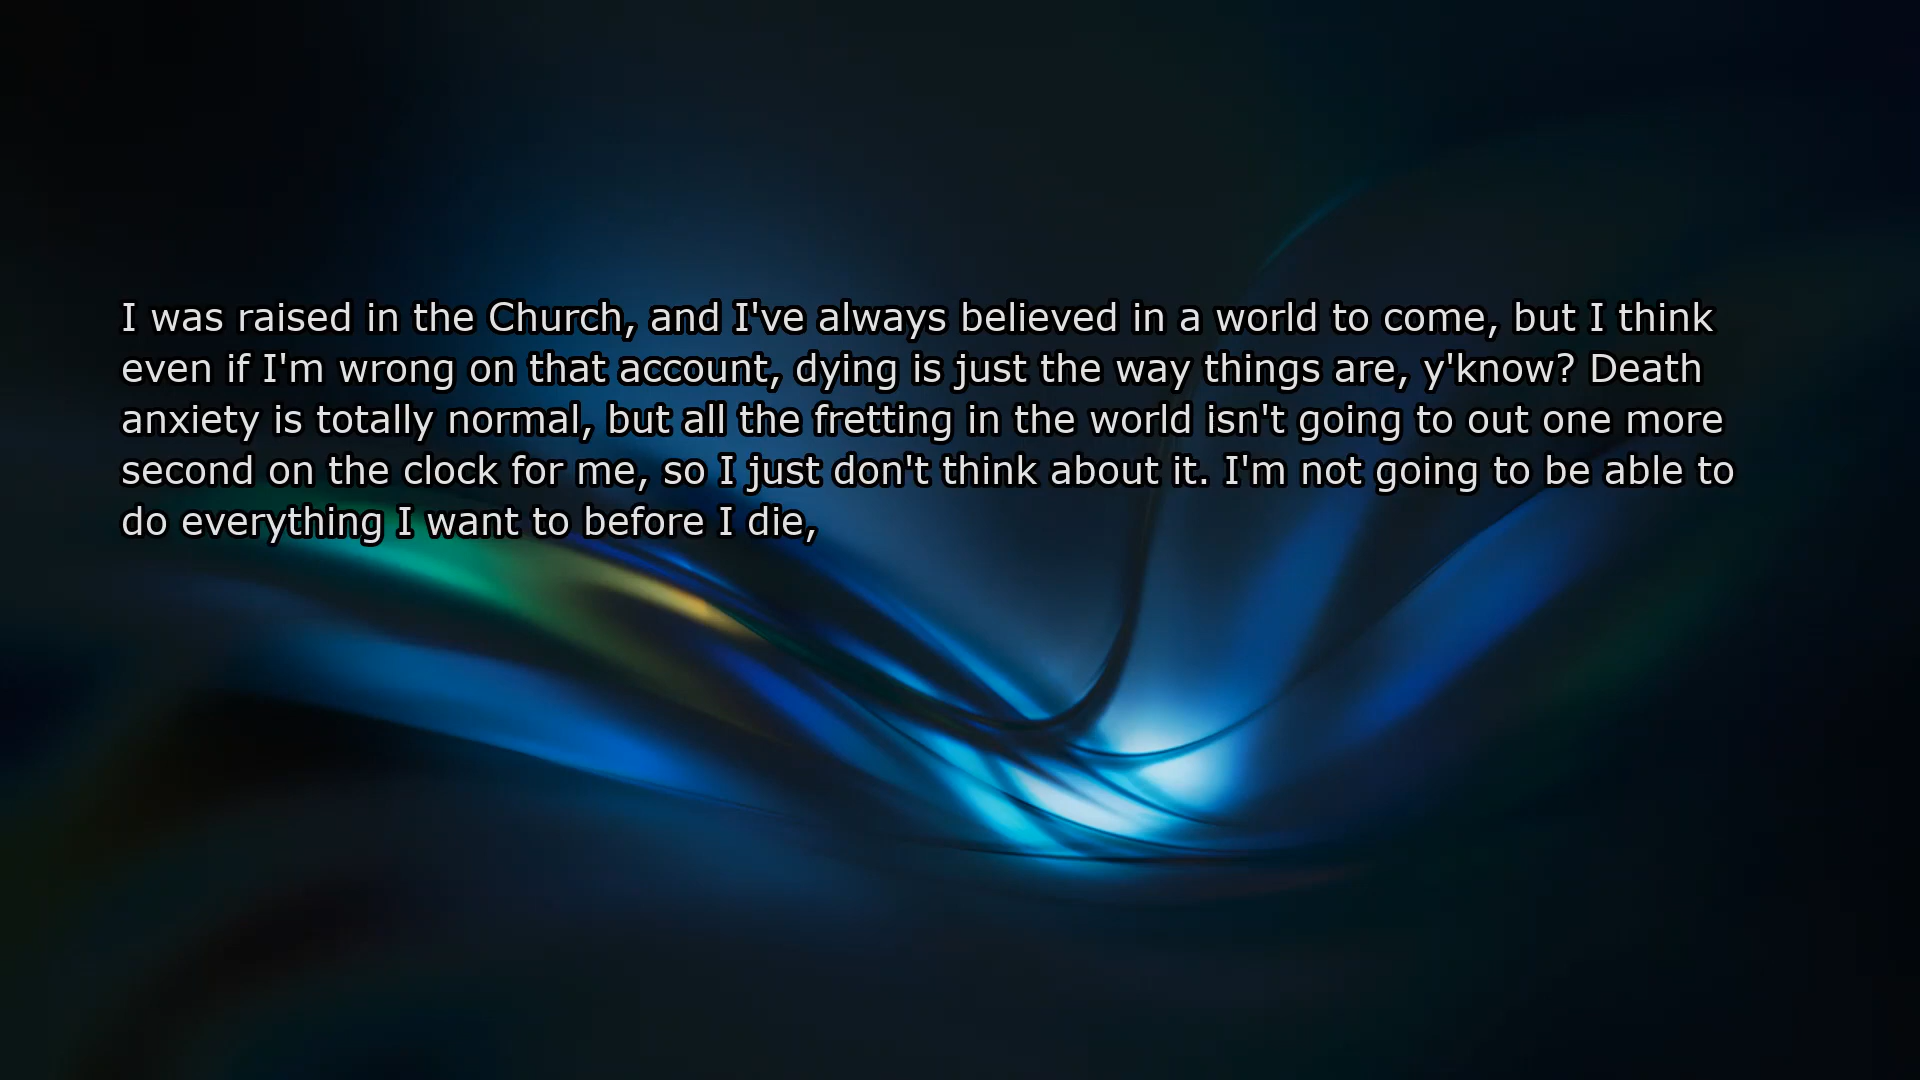 I was raised in the Church, and I've always believed in a world to come, but I think
even if I'm wrong on that account, dying is just the way things are, y'know? Death
anxiety is totally normal, but all the fretting in the world isn't going to out one more
second on the clock for me, so I just don't think about it. I'm not going to be able to
do everything I want to before I die,